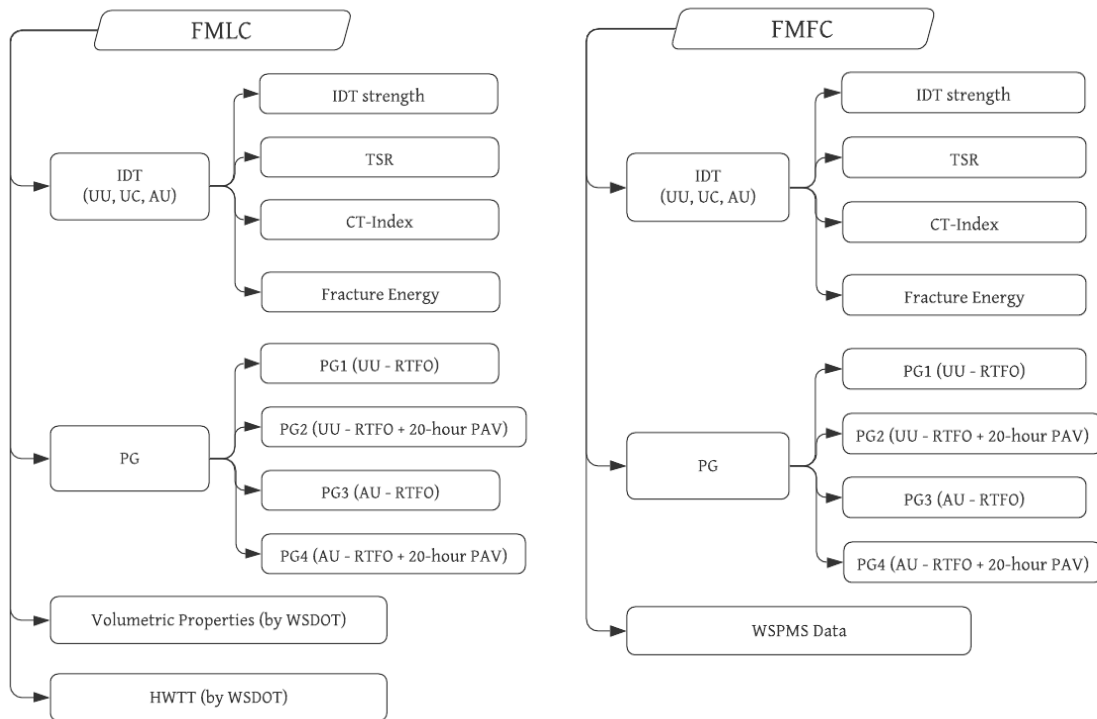 FMLC
IDT strength
TSR
IDT
(UU, UC, AU)
CT-Index
Fracture Energy
PG1 (UU - RTFO)
PG2 (UU - RTFO + 20-hour PAV)
PG
PG3 (AU - RTFO)
PG4 (AU - RTFO + 20-hour PAV)
Volumetric Properties (by WSDOT)
HWTT (by WSDOT)
FMFC
IDT strength
TSR
IDT
(UU, UC, AU)
CT-Index
Fracture Energy
PG1 (UU - RTFO)
PG2 (UU - RTFO + 20-hour PAV)
PG
PG3 (AU - RTFO)
PG4 (AU - RTFO + 20-hour PAV)
WSPMS Data